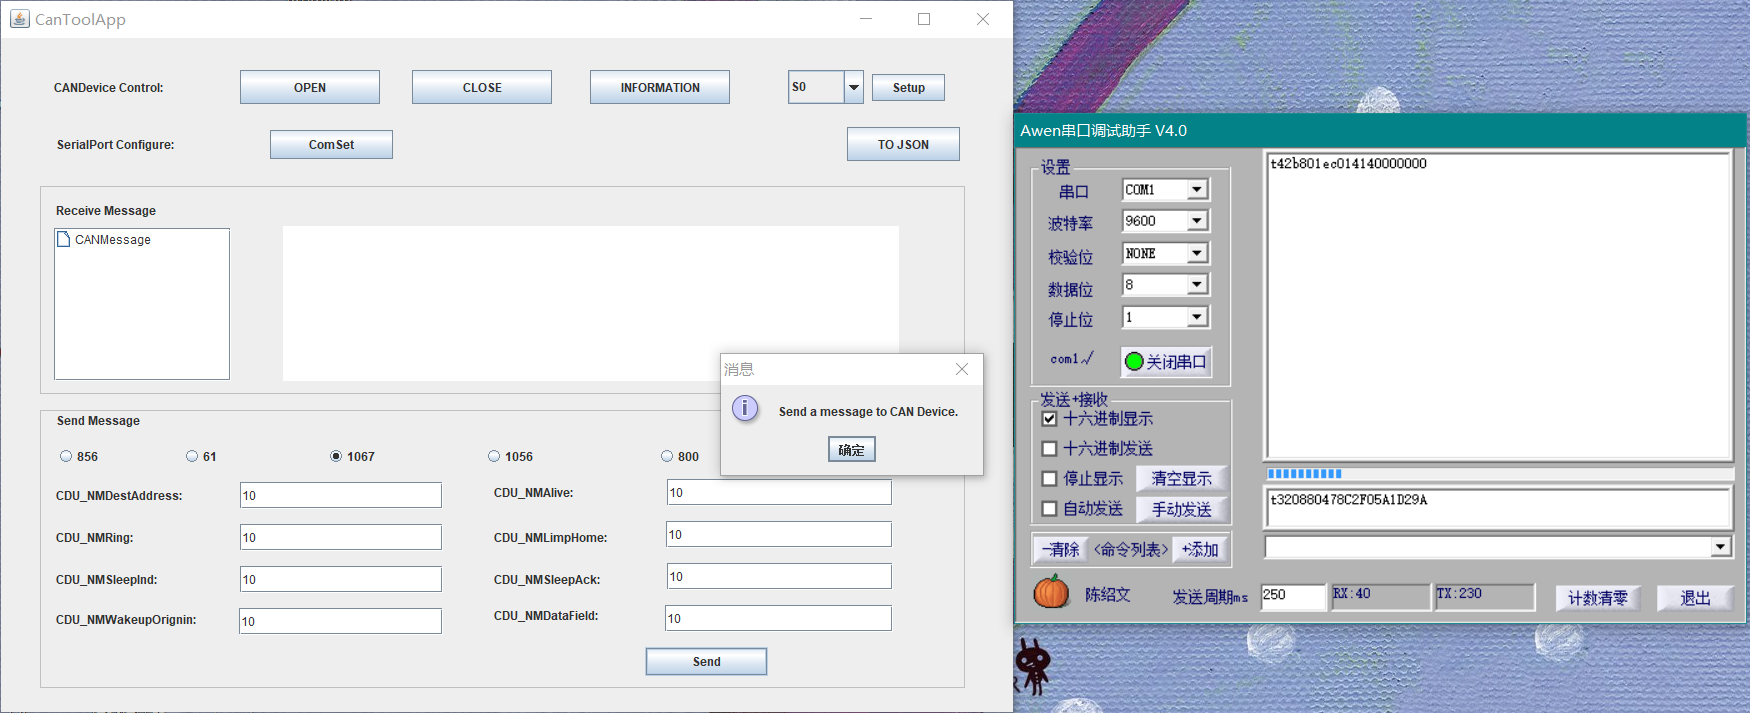 CanToolApp
CANDevice Control:
OPEN
CLOSE
INFORMATION
S0
Setup
SerialPort Configure:
ComSet
TO JSON
Receive Message
CANMessage
Send Message
856
61
1067
1056
800
CDU_NMDestAddress:
10
CDU_NMAlive:
10
CDU_NMRing:
10
CDU_NMLimpHome:
10
CDU_NMSleepInd:
10
CDU_NMSleepAck:
10
CDU_NMWakeupOrignin:
10
CDU_NMDataField:
10
Send
消息
Send a message to CAN Device.
确定
Awen串口调试助手 V4.0
设置
串口
COM1
波特率
9600
校验位
NONE
数据位
8
停止位
1
com1√
关闭串口
发送+接收
十六进制显示
十六进制发送
停止显示
清空显示
自动发送
手动发送
-清除
<命令列表>
+添加
t42b801ec014140000000
t320880478C2F05A1D29A
陈绍文
发送周期ms
250
RX:40
TX:230
计数清零
退出